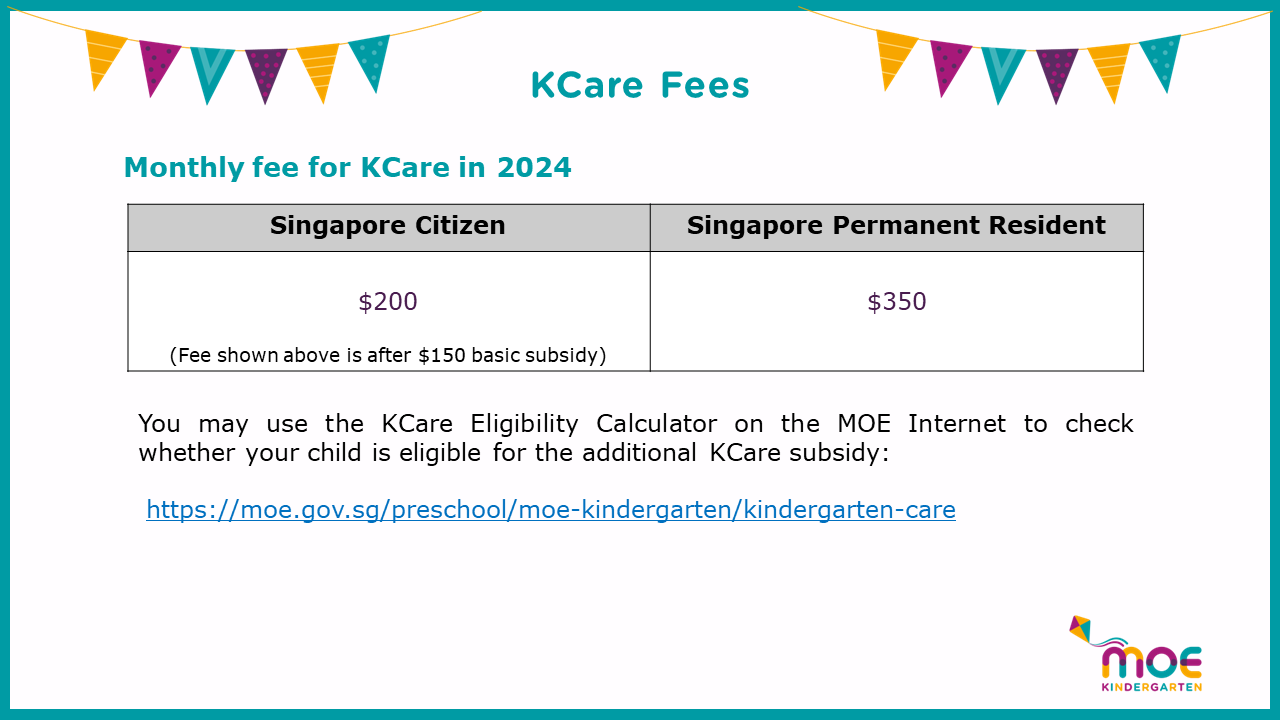 KCare Fees
Monthly fee for KCare in 2024
Singapore Citizen
Singapore Permanent Resident
$200
$350
(Fee shown above is after $150 basic subsidy)
You may use the KCare Eligibility Calculator on the MOE Internet to check
whether your child is eligible for the additional KCare subsidy:
https://moe.gov.sg/preschool/moe-kindergarten/kindergarten-care
moe
KINDERGARTEN